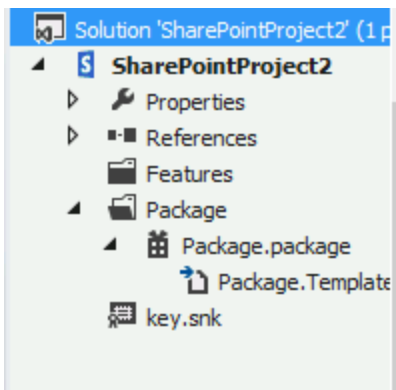 Solution 'SharePointProject2' (1 p
SharePointProject2
Properties
References
Features
Package
Package.package
Package.Template
key.snk